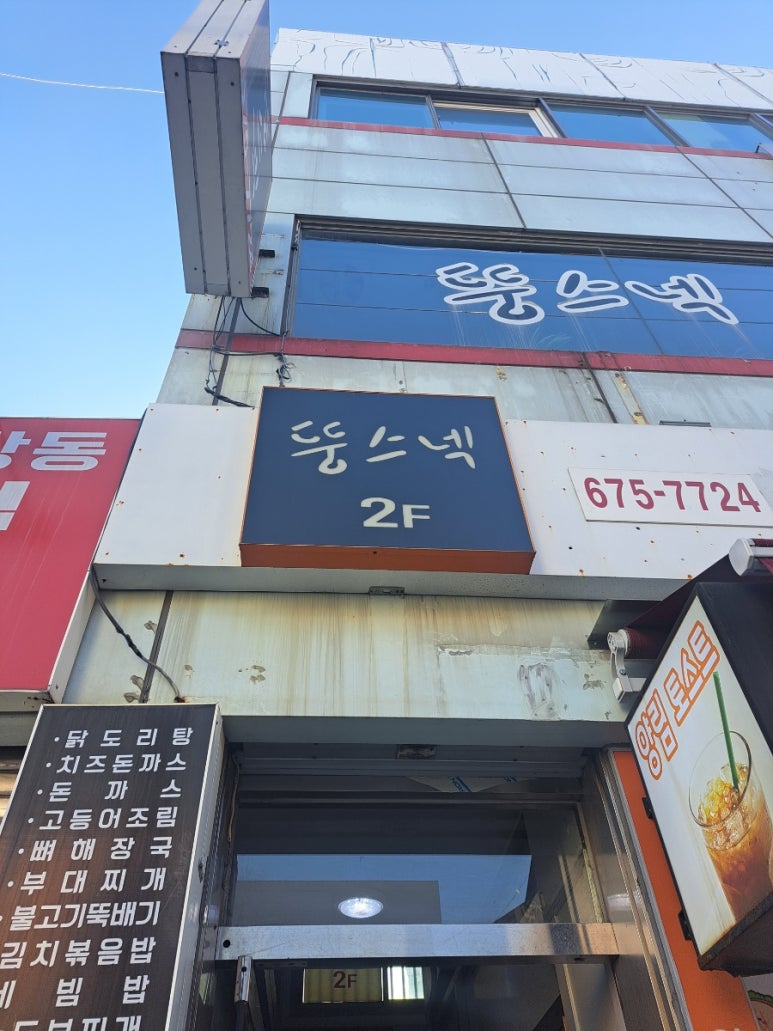 뚱스넥
뚱스넥
2F
675-7724
동
양림 토스트
·닭도리탕
·치즈돈까스
·돈까스
·고등어조림
·뼈해장국
·부대찌개
·불고기뚝배기
김치볶음밥
빔밥
2F